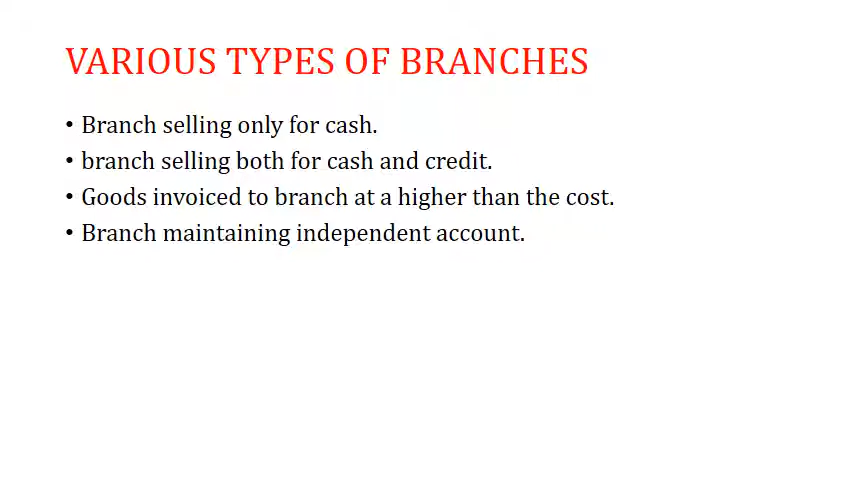 VARIOUS TYPES OF BRANCHES
• Branch selling only for cash.
• branch selling both for cash and credit.
• Goods invoiced to branch at a higher than the cost.
• Branch maintaining independent account.